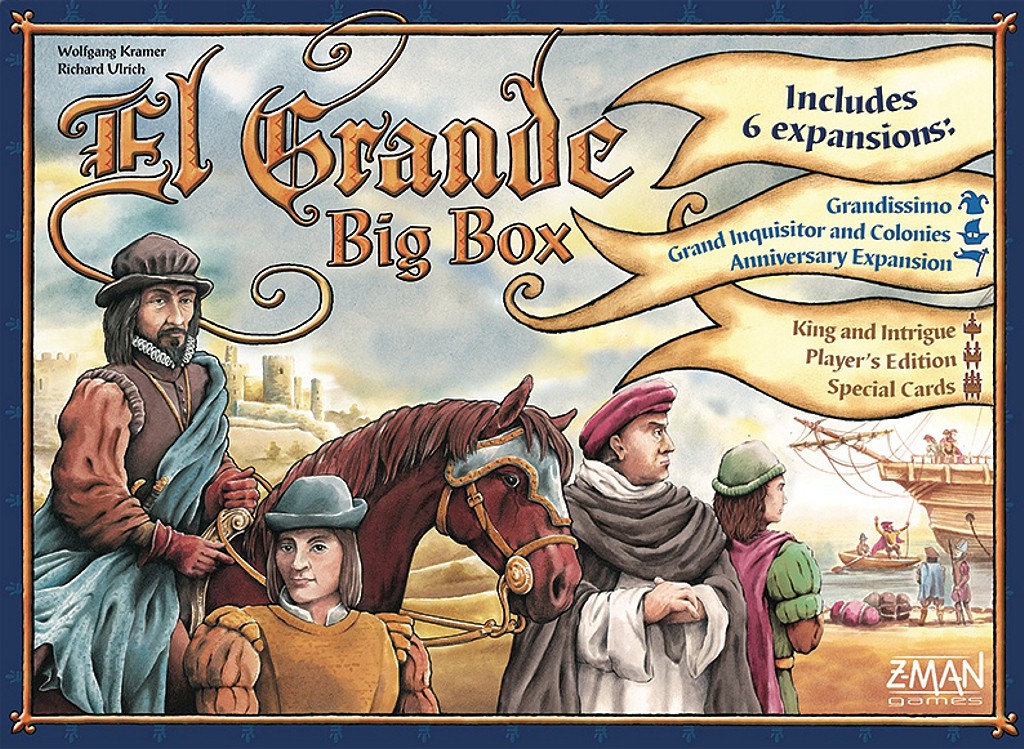 Wolfgang Kramer
Richard Ulrich
El Grande
Big Box
Includes
6 expansions:
Grandissimo
Grand Inquisitor and Colonies
Anniversary Expansion
King and Intrigue
Player's Edition
Special Cards
Z-MAN
games